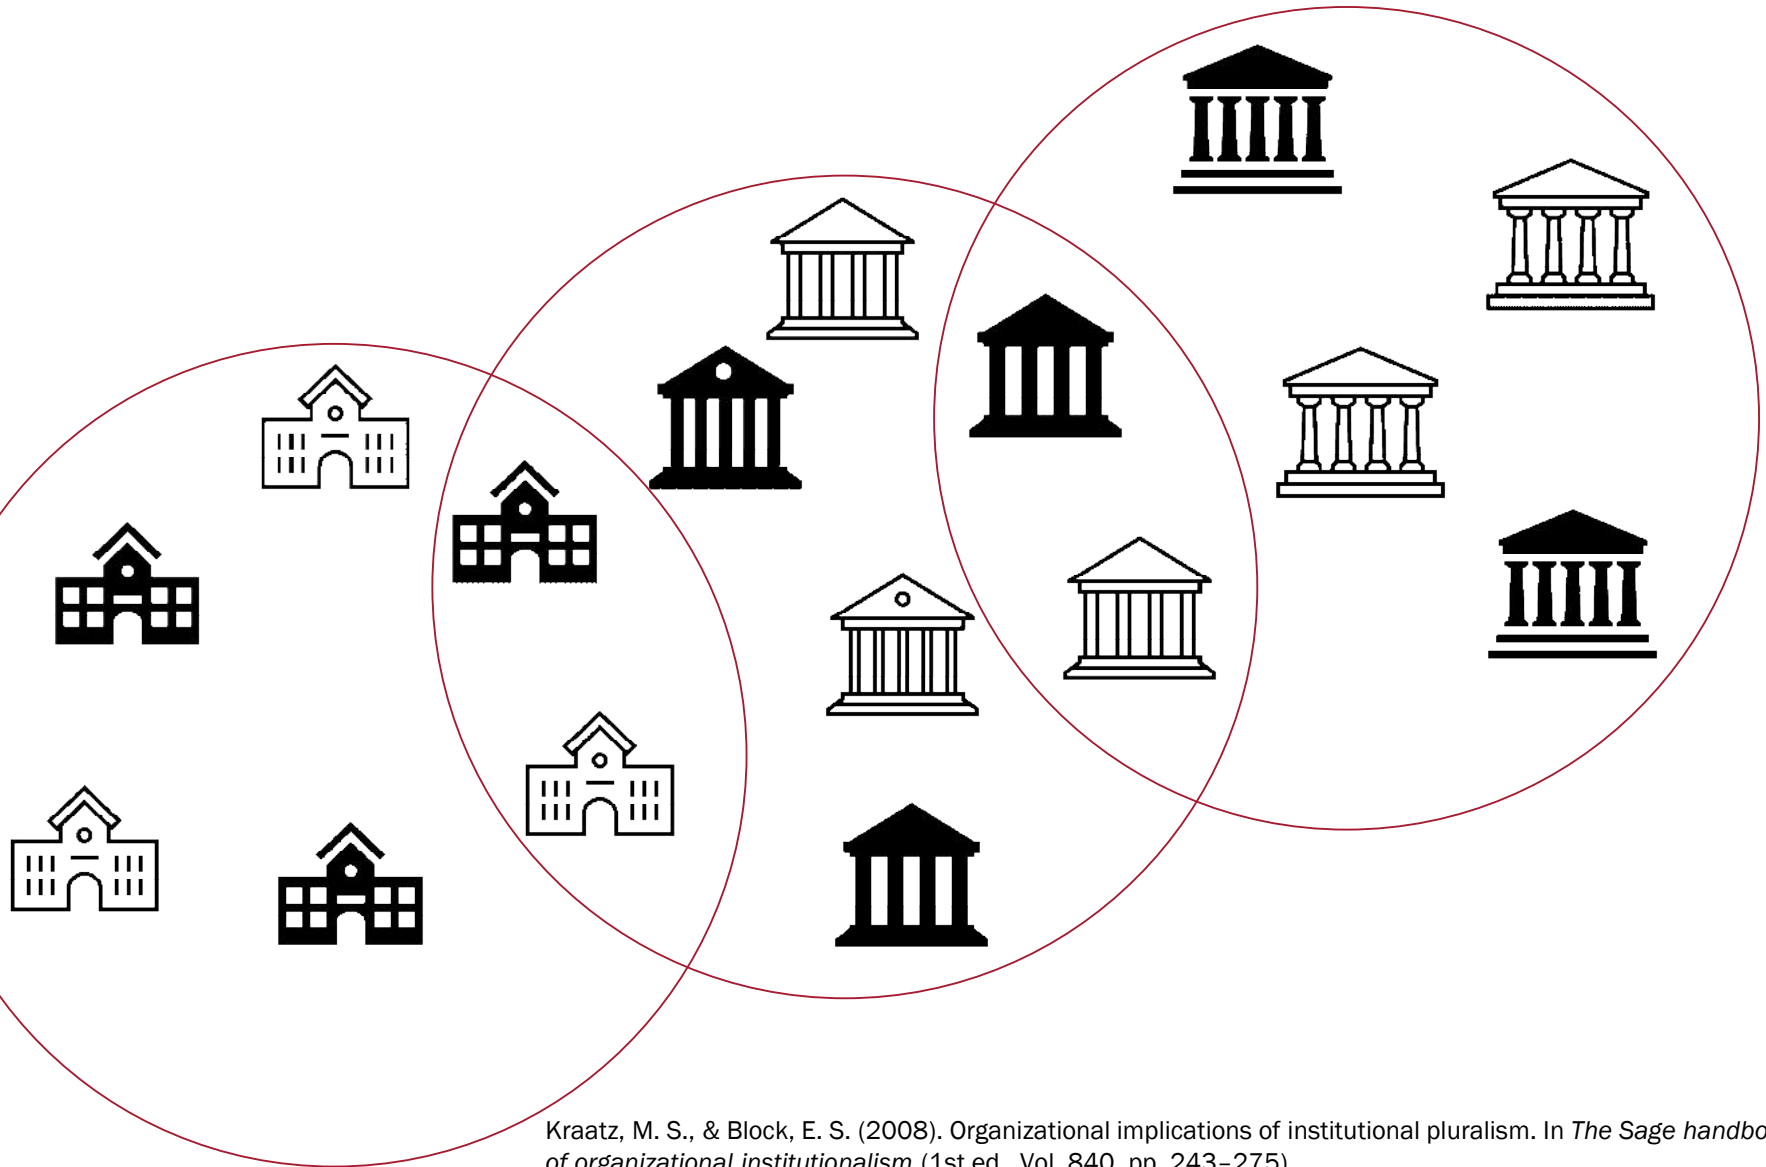 Kraatz, M. S., & Block, E. S. (2008). Organizational implications of institutional pluralism. In The Sage handbo
of organizational institutionalism (1st ed., Vol. 840, pp. 243–275).